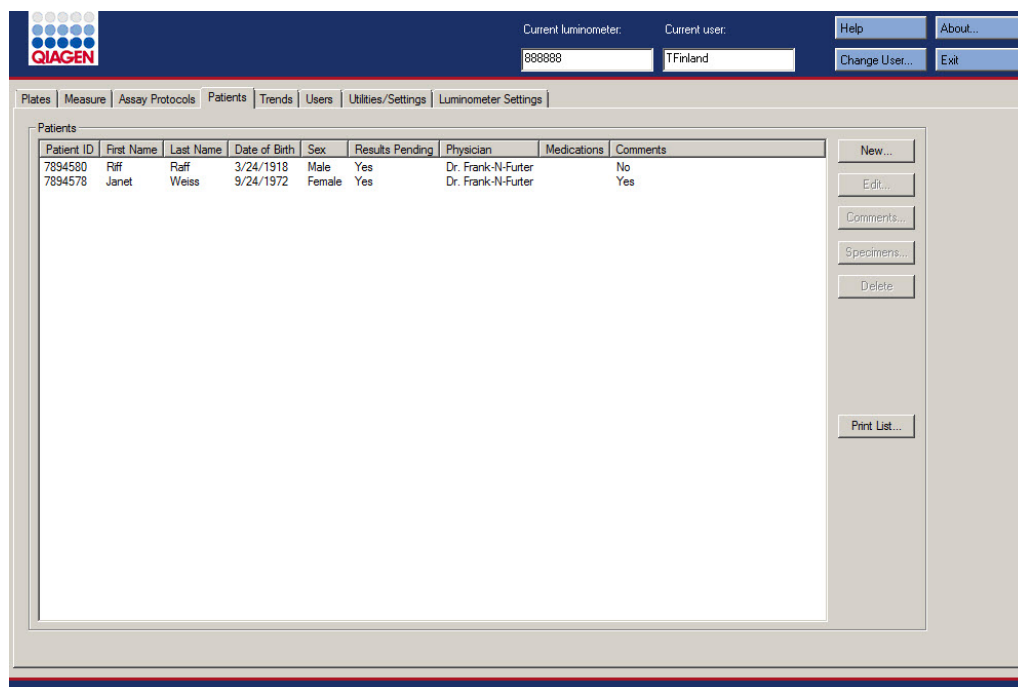 QIAGEN
Current luminometer: Current user:
888888 TFinland
Help About...
Change User... Exit
Plates Measure Assay Protocols Patients Trends Users Utilities/Settings Luminometer Settings
Patients
Patient ID First Name Last Name Date of Birth Sex Results Pending Physician Medications Comments
7894580 Riff Raff 3/24/1918 Male Yes Dr. Frank-N-Furter No
7894578 Janet Weiss 9/24/1972 Female Yes Dr. Frank-N-Furter Yes
New...
Edit...
Comments...
Specimens...
Delete
Print List...